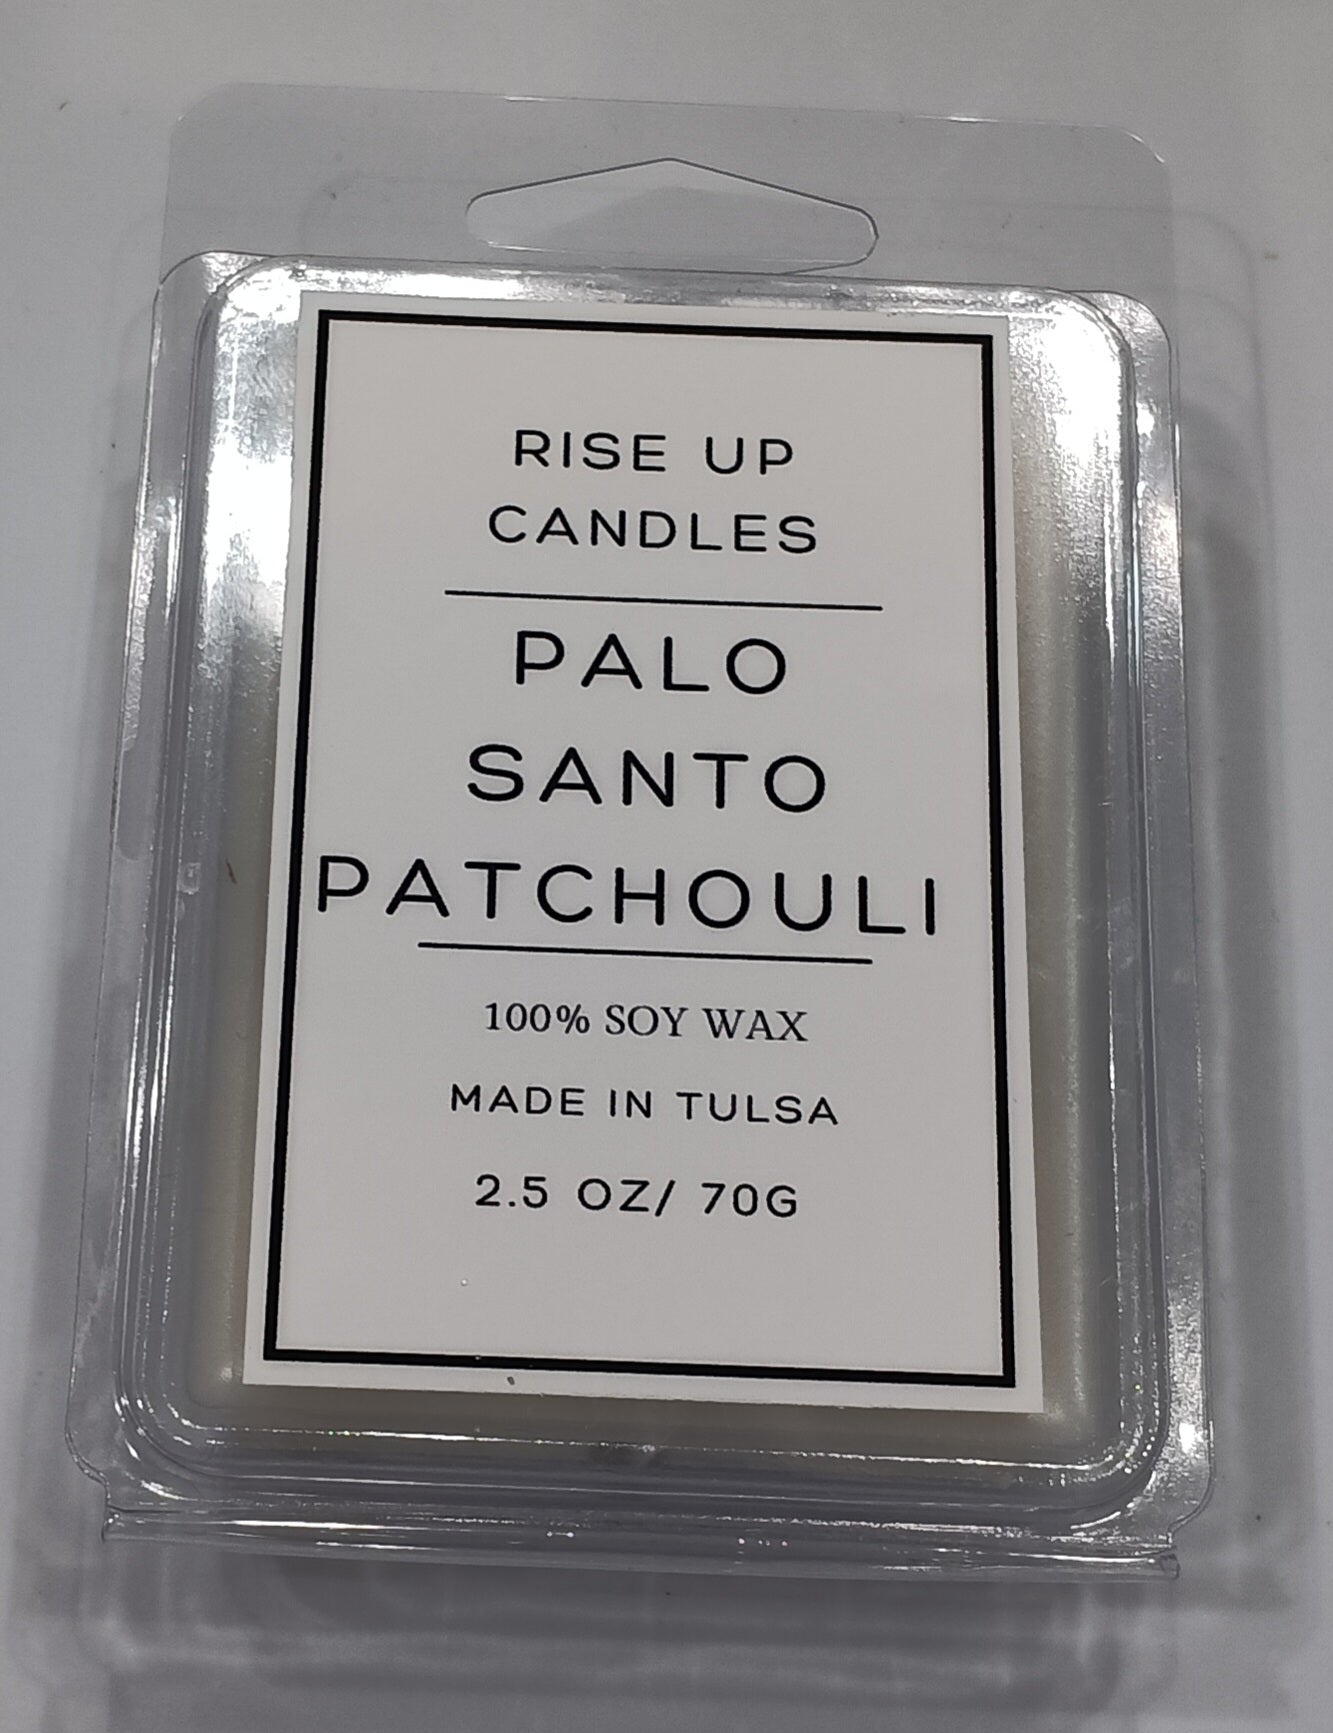 RISE UP
CANDLES
PALO
SANTO
PATCHOULI
100% SOY WAX
MADE IN TULSA
2.5 OZ/ 70G